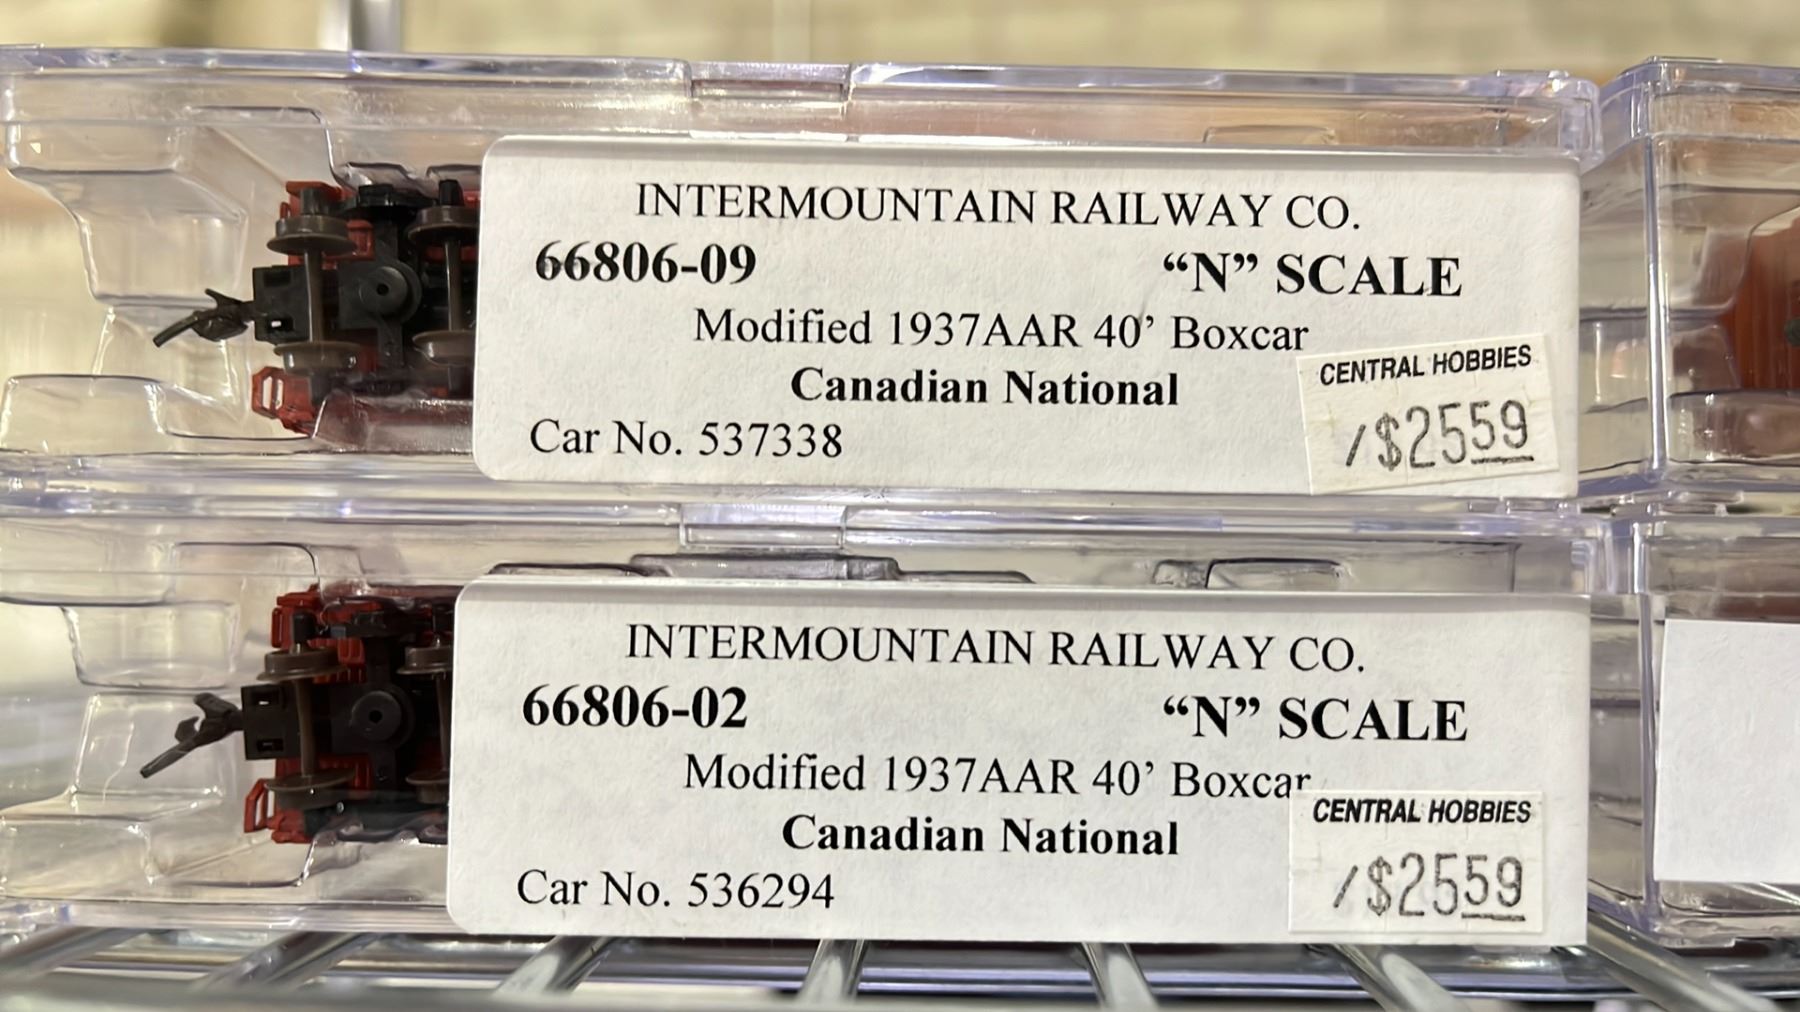 INTERMOUNTAIN RAILWAY CO.
66806-09 “N” SCALE
Modified 1937AAR 40’ Boxcar
Canadian National
Car No. 537338
CENTRAL HOBBIES
/$2559
INTERMOUNTAIN RAILWAY CO.
66806-02 “N” SCALE
Modified 1937AAR 40’ Boxcar
Canadian National
Car No. 536294
CENTRAL HOBBIES
/$2559